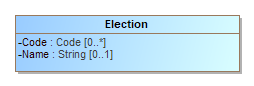 Election
-Code : Code [0..*]
-Name : String [0..1]